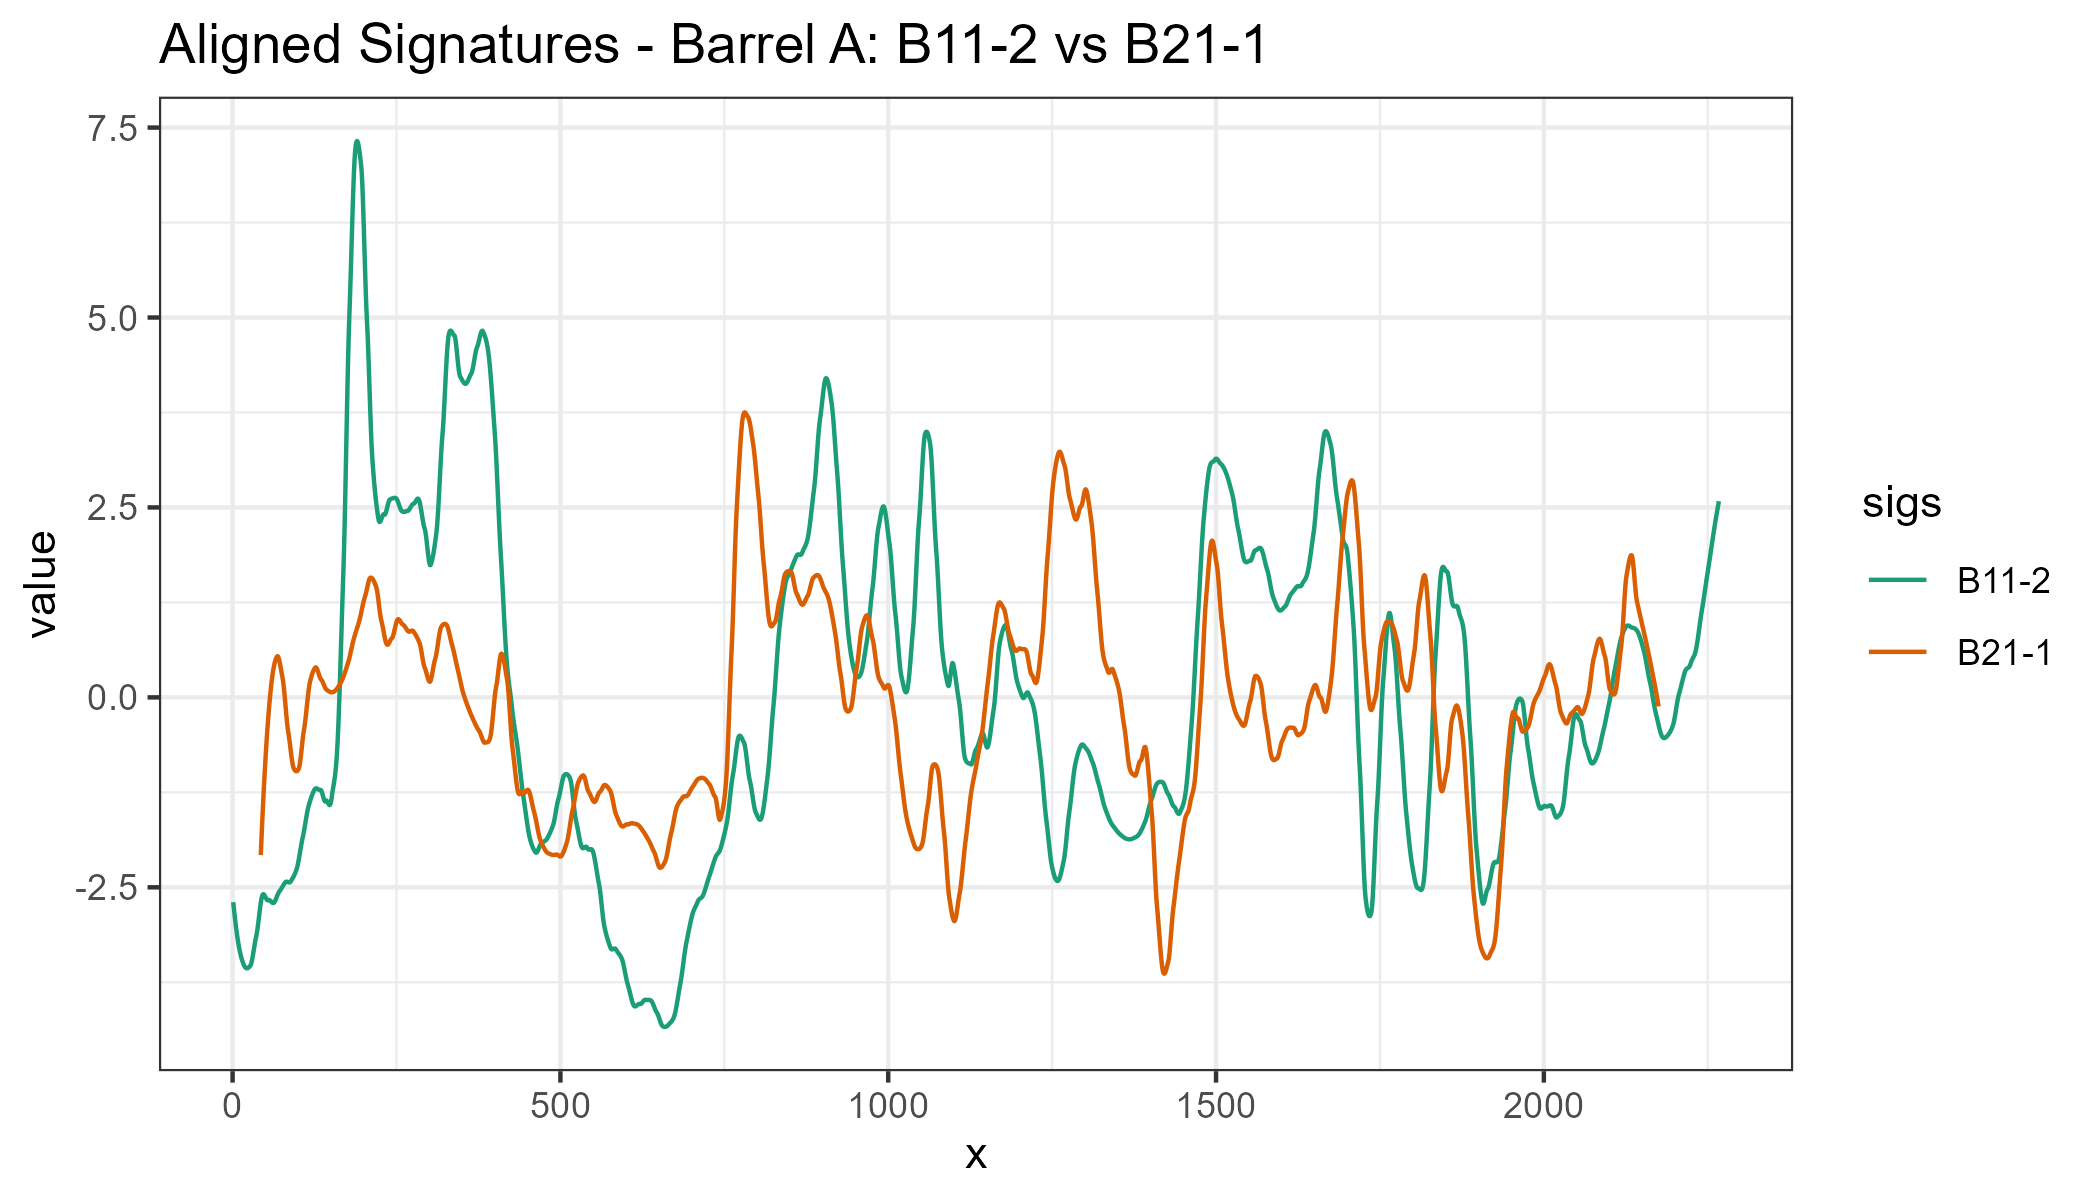 Aligned Signatures - Barrel A: B11-2 vs B21-1
7.5
5.0
2.5
0.0
-2.5
value
0 500 1000 1500 2000
x
sigs
B11-2
B21-1